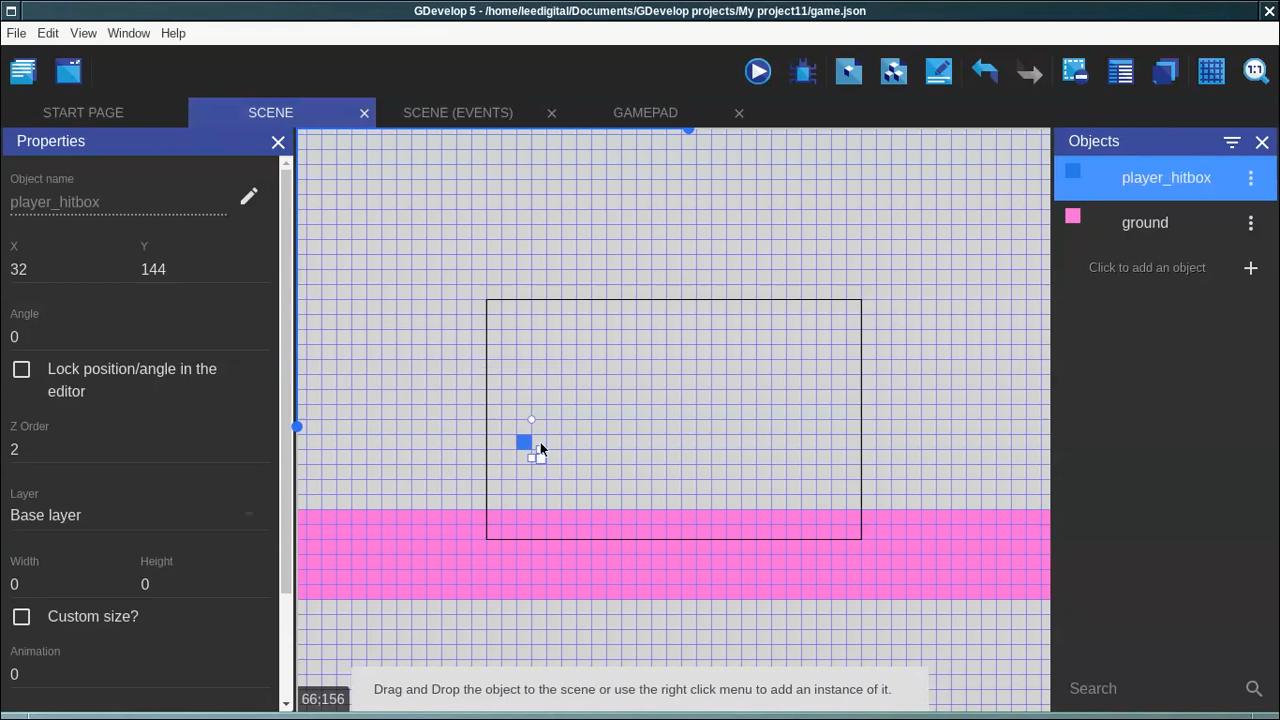 GDevelop 5 - /home/leedigital/Documents/GDevelop projects/My project11/game.json
File Edit View Window Help
1:1
START PAGE SCENE SCENE (EVENTS) GAMEPAD
Properties
Object name
player_hitbox
X Y
32 144
Angle
0
Lock position/angle in the
editor
Z Order
2
Layer
Base layer
Width Height
0 0
Custom size?
Animation
0
66;156
Drag and Drop the object to the scene or use the right click menu to add an instance of it.
Objects
player_hitbox
ground
Click to add an object
Search